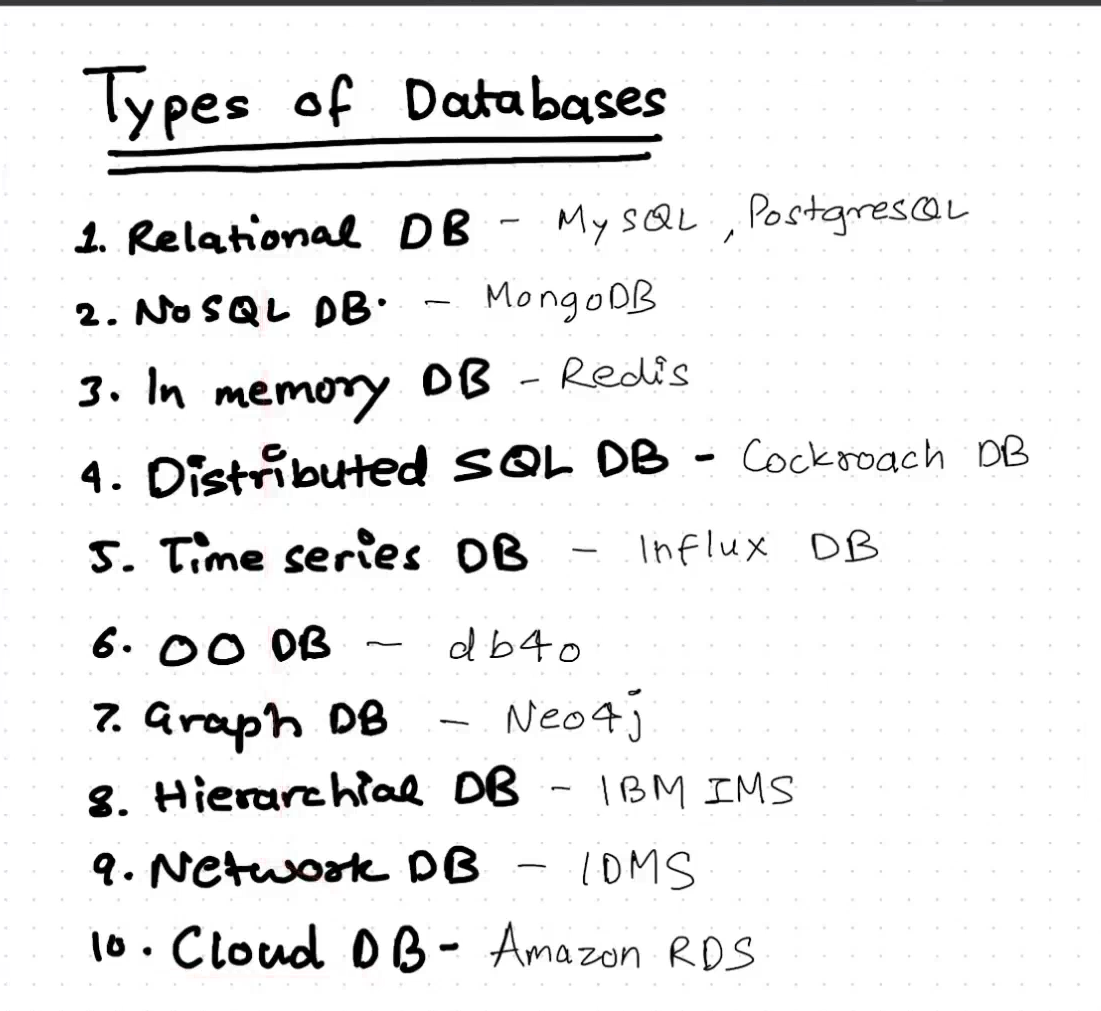 Types of Databases
1. Relational DB - MySQL, PostgresQL
2. NoSQL DB. - MongoDB
3. In memory DB - Redis
4. Distributed SQL DB - Cockroach DB
5. Time series DB - Influx DB
6. OO DB - db4o
7. Graph DB - Neo4j
8. Hierarchial DB - IBM IMS
9. Network DB - IDMS
10. Cloud DB - Amazon RDS